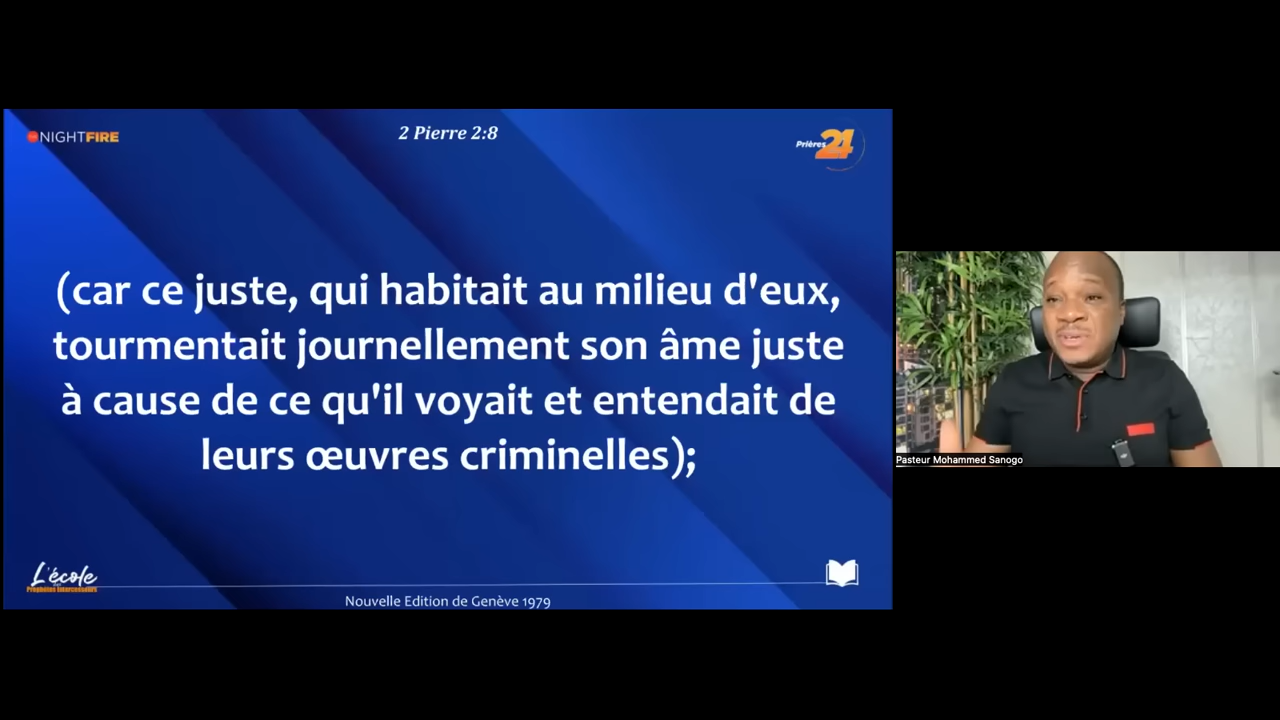 NIGHTFIRE
2 Pierre 2:8
Prières 24
(car ce juste, qui habitait au milieu d'eux,
tourmentait journellement son âme juste
à cause de ce qu'il voyait et entendait de
leurs œuvres criminelles);
L'école
Prophètes Intercesseurs
Nouvelle Edition de Genève 1979
Pasteur Mohammed Sanogo